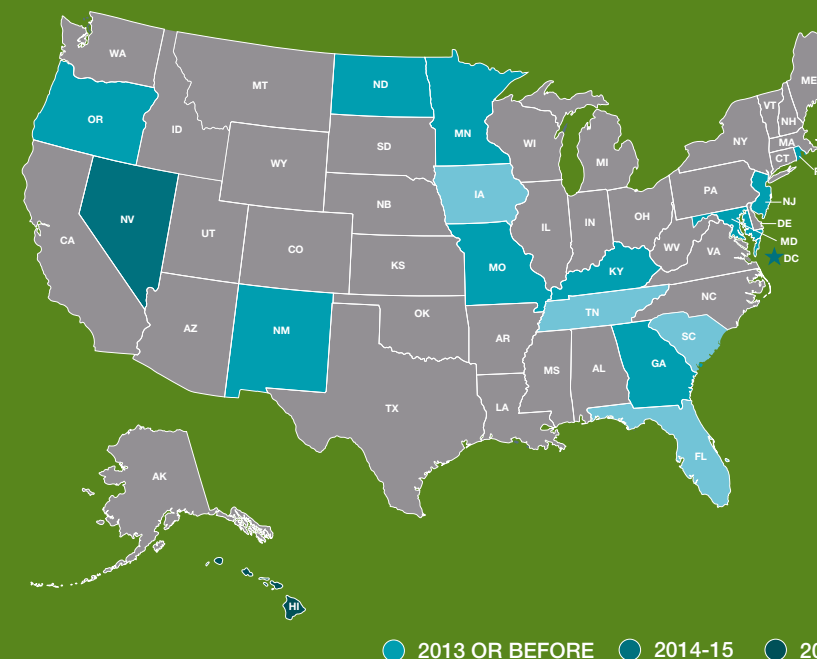 WA
MT
ND
ME
OR
ID
MN
VT
NH
WY
SD
WI
MI
NY
MA
CT
NV
IA
PA
NJ
CA
UT
NB
IL
IN
OH
DE
CO
WV
VA
MD
DC
KS
MO
KY
NC
AZ
NM
OK
AR
TN
SC
TX
MS
AL
GA
LA
FL
AK
HI
2013 OR BEFORE 2014-15